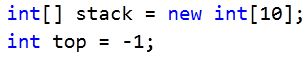 int[] stack = new int[10];
int top = -1;